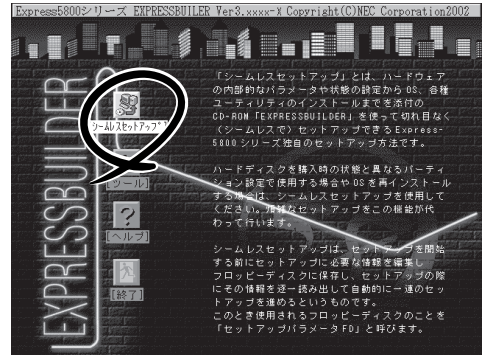 Express5800シリーズ EXPRESSBUILER Ver3.xxxx-X Copyright(C)NEC Corporation2002
EXPRESSBUILDER
シームレスセットアップ
[ツール]
[ヘルプ]
[終了]
「シームレスセットアップ」とは、ハードウェア
の内部的なパラメータや状態の設定から OS、各種
ユーティリティのインストールまでを添付の
CD-ROM「EXPRESSBUILDER」を使って切れ目なく
(シームレスで) セットアップできる Express-
5800 シリーズ独自のセットアップ方法です。
ハードディスクを購入時の状態と異なるパーティ
ション設定で使用する場合や OS を再インストール
する場合は、シームレスセットアップを使用して
ください。煩雑なセットアップをこの機能が代
わって行います。
シームレスセットアップは、セットアップを開始
する前にセットアップに必要な情報を編集し
フロッピーディスクに保存し、セットアップの際
にその情報を逐一読み出して自動的に一連のセッ
トアップを進めるというものです。
このとき使用されるフロッピーディスクのことを
「セットアップパラメータ FD」と呼びます。